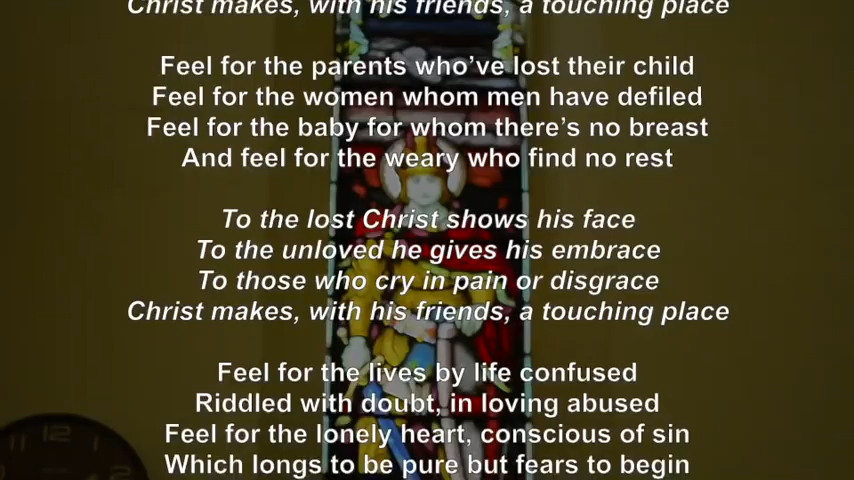 Christ makes, with his friends, a touching place
Feel for the parents who've lost their child
Feel for the women whom men have defiled
Feel for the baby for whom there's no breast
And feel for the weary who find no rest
To the lost Christ shows his face
To the unloved he gives his embrace
To those who cry in pain or disgrace
Christ makes, with his friends, a touching place
Feel for the lives by life confused
Riddled with doubt, in loving abused
Feel for the lonely heart, conscious of sin
Which longs to be pure but fears to begin
12